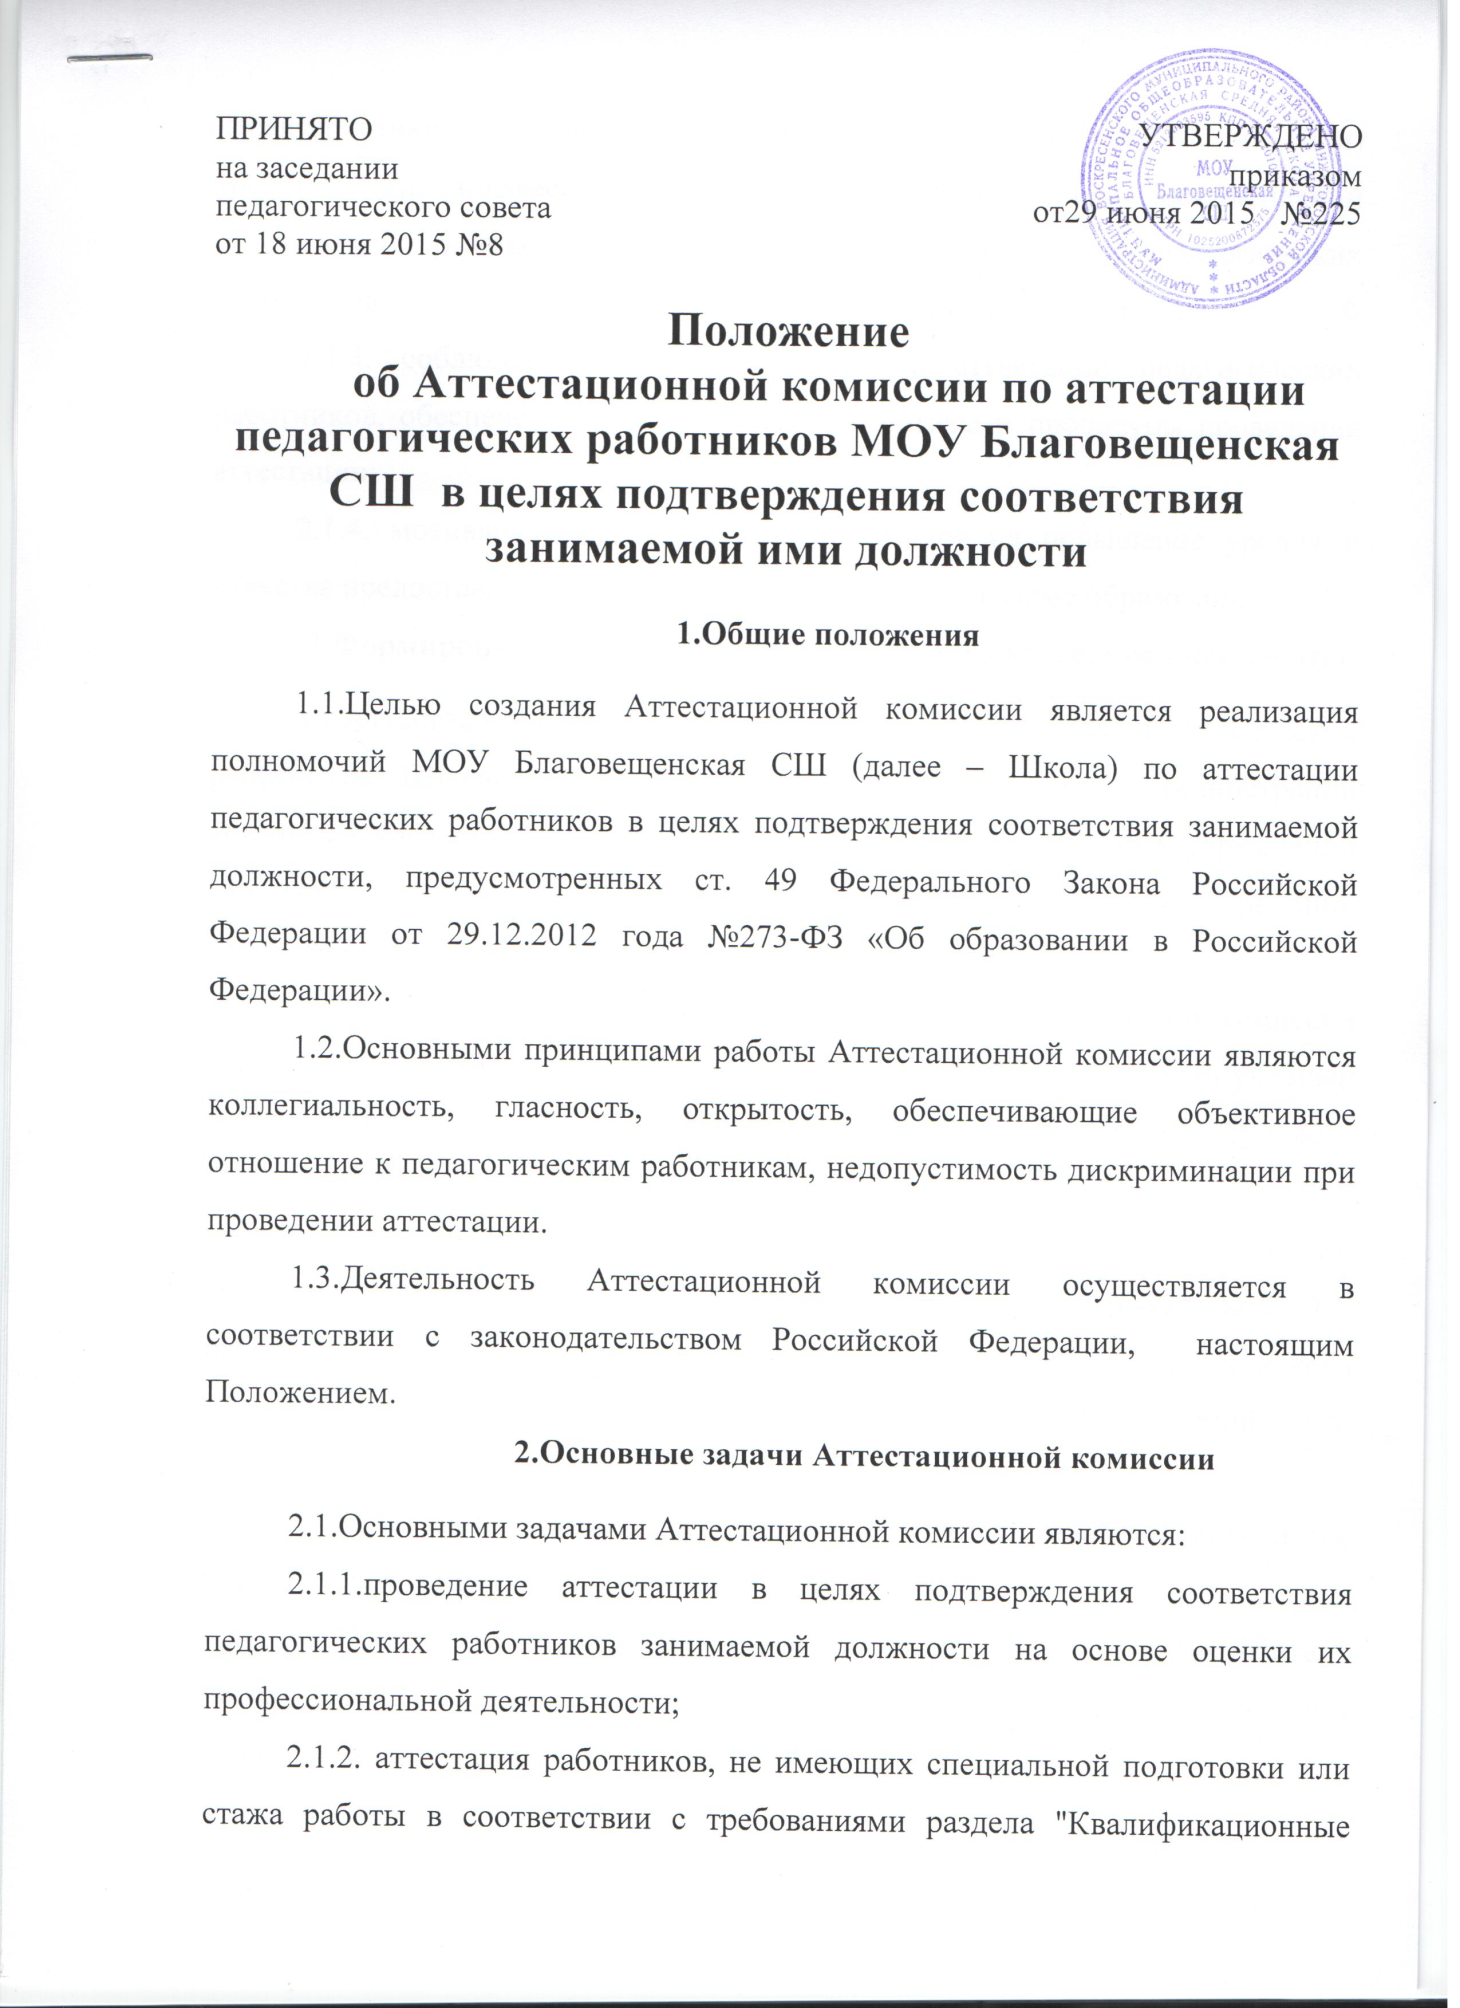 ПРИНЯТО
на заседании
педагогического совета
от 18 июня 2015 №8
УТВЕРЖДЕНО
приказом
от29 июня 2015 №225
МОУ
Благовещенская
Положение
об Аттестационной комиссии по аттестации
педагогических работников МОУ Благовещенская
СШ в целях подтверждения соответствия
занимаемой ими должности
1.Общие положения
1.1.Целью создания Аттестационной комиссии является реализация
полномочий МОУ Благовещенская СШ (далее – Школа) по аттестации
педагогических работников в целях подтверждения соответствия занимаемой
должности, предусмотренных ст. 49 Федерального Закона Российской
Федерации от 29.12.2012 года №273-ФЗ «Об образовании в Российской
Федерации».
1.2.Основными принципами работы Аттестационной комиссии являются
коллегиальность, гласность, открытость, обеспечивающие объективное
отношение к педагогическим работникам, недопустимость дискриминации при
проведении аттестации.
1.3.Деятельность Аттестационной комиссии осуществляется в
соответствии с законодательством Российской Федерации, настоящим
Положением.
2.Основные задачи Аттестационной комиссии
2.1.Основными задачами Аттестационной комиссии являются:
2.1.1.проведение аттестации в целях подтверждения соответствия
педагогических работников занимаемой должности на основе оценки их
профессиональной деятельности;
2.1.2. аттестация работников, не имеющих специальной подготовки или
стажа работы в соответствии с требованиями раздела "Квалификационные